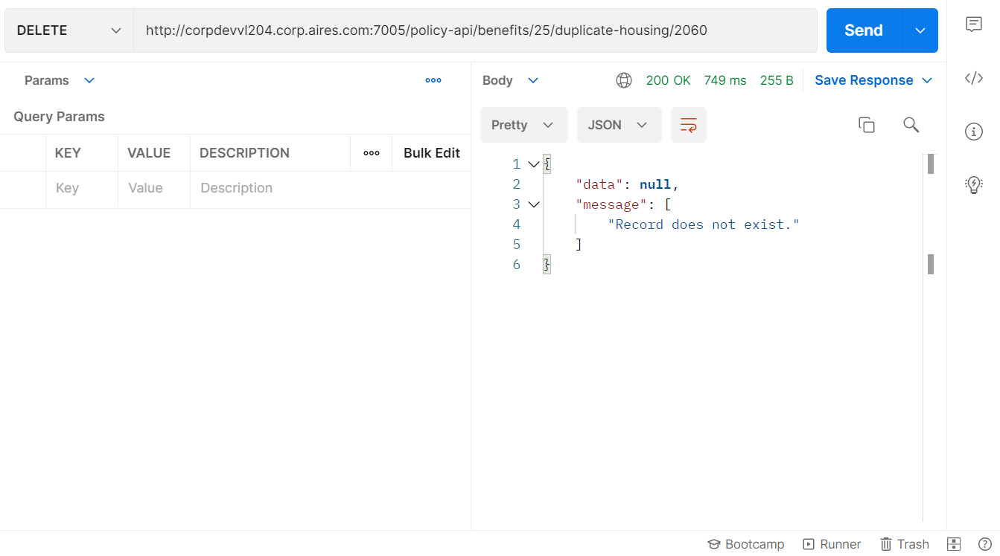 DELETE http://corpdevvl204.corp.aires.com:7005/policy-api/benefits/25/duplicate-housing/2060 Send
Params
Body 200 OK 749 ms 255 B Save Response
Query Params
Pretty JSON
KEY VALUE DESCRIPTION Bulk Edit
Key Value Description
1 {
2 "data": null,
3 "message": [
4 "Record does not exist."
5 ]
6 }
Bootcamp Runner Trash